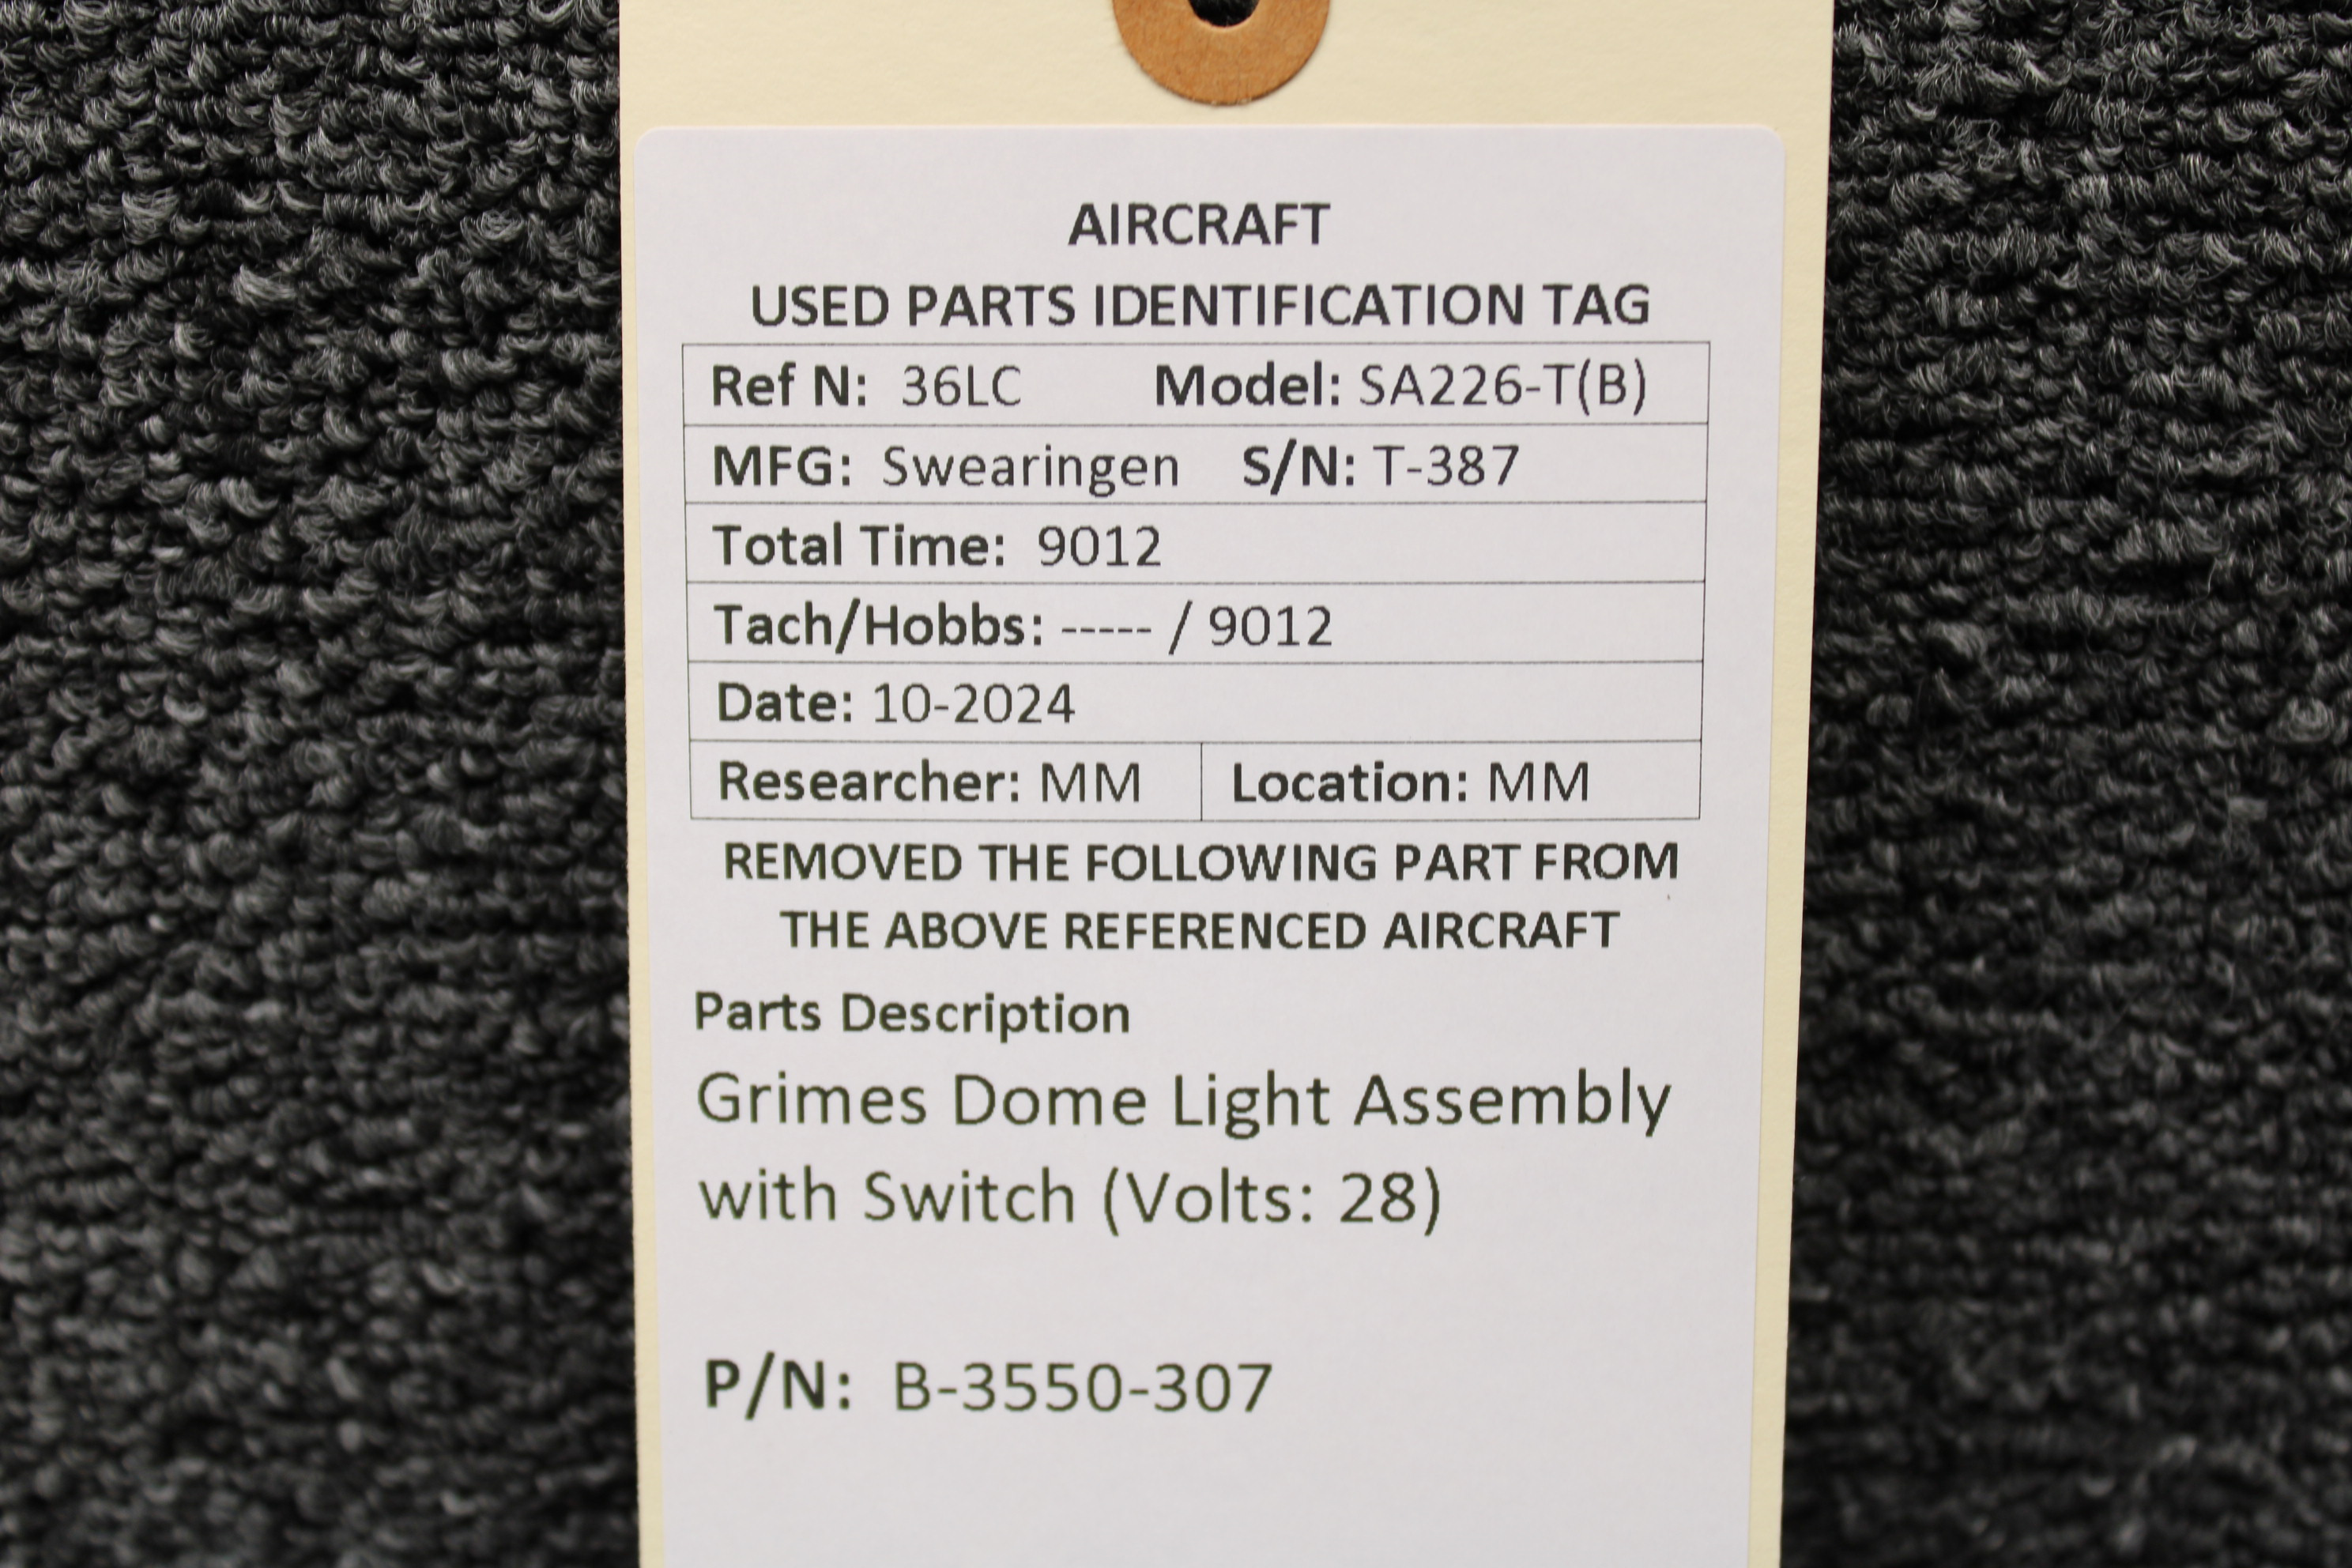 AIRCRAFT
USED PARTS IDENTIFICATION TAG
Ref N: 36LC Model: SA226-T(B)
MFG: Swearingen S/N: T-387
Total Time: 9012
Tach/Hobbs: ----- / 9012
Date: 10-2024
Researcher: MM Location: MM
REMOVED THE FOLLOWING PART FROM
THE ABOVE REFERENCED AIRCRAFT
Parts Description
Grimes Dome Light Assembly
with Switch (Volts: 28)
P/N: B-3550-307